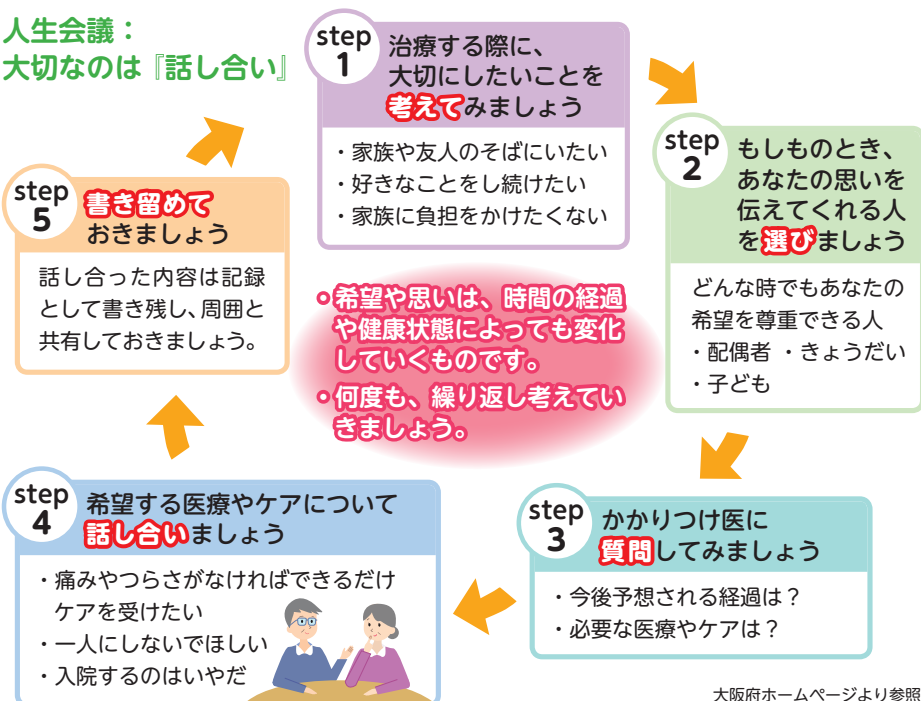 人生会議：
大切なのは『話し合い』
step
1
治療する際に、
大切にしたいことを
考えてみましょう
・家族や友人のそばにいたい
・好きなことをし続けたい
・家族に負担をかけたくない
step
2
もしものとき、
あなたの思いを
伝えてくれる人
を選びましょう
どんな時でもあなたの
希望を尊重できる人
・配偶者 ・きょうだい
・子ども
step
3
かかりつけ医に
質問してみましょう
・今後予想される経過は？
・必要な医療やケアは？
step
4
希望する医療やケアについて
話し合いましょう
・痛みやつらさがなければできるだけ
ケアを受けたい
・一人にしないでほしい
・入院するのはいやだ
step
5
書き留めて
おきましょう
話し合った内容は記録
として書き残し、周囲と
共有しておきましょう。
・希望や思いは、時間の経過
や健康状態によっても変化
していくものです。
・何度も、繰り返し考えてい
きましょう。
大阪府ホームページより参照